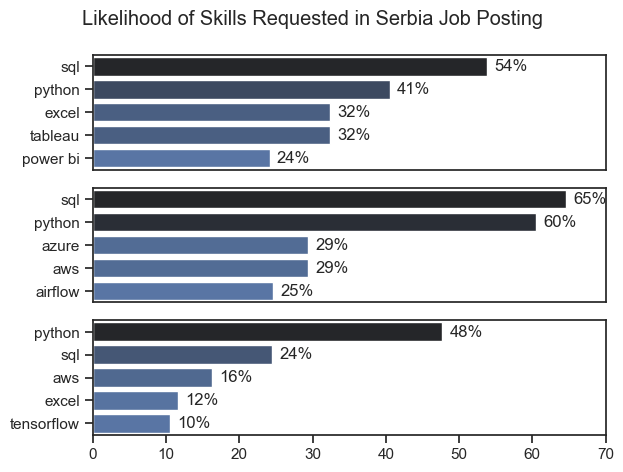 Likelihood of Skills Requested in Serbia Job Posting
sql 54%
python 41%
excel 32%
tableau 32%
power bi 24%
sql 65%
python 60%
azure 29%
aws 29%
airflow 25%
python 48%
sql 24%
aws 16%
excel 12%
tensorflow 10%
0 10 20 30 40 50 60 70